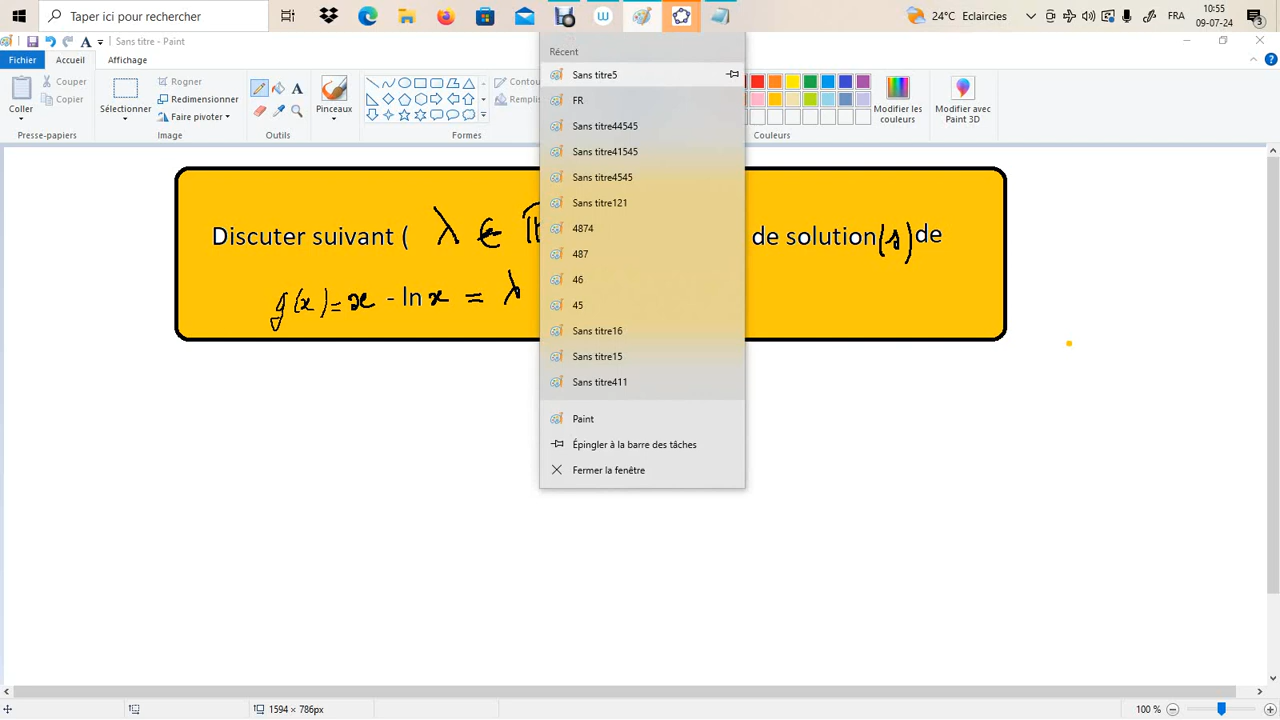 Taper ici pour rechercher
24°C Eclaircies
FRA
10:55
09-07-24
3
Sans titre - Paint
Fichier
Accueil
Affichage
Coller
Couper
Copier
Presse-papiers
Sélectionner
Rogner
Redimensionner
Faire pivoter
Image
A
Outils
Pinceaux
Formes
Contou
Remplis
Modifier les
couleurs
Couleurs
Modifier avec
Paint 3D
Récent
Sans titre5
FR
Sans titre44545
Sans titre41545
Sans titre4545
Sans titre121
4874
487
46
45
Sans titre16
Sans titre15
Sans titre411
Paint
Épingler à la barre des tâches
Fermer la fenêtre
Discuter suivant ( λ ∈ de solution(s) de
g(x) = x - ln x = λ
1594 × 786px
100 %